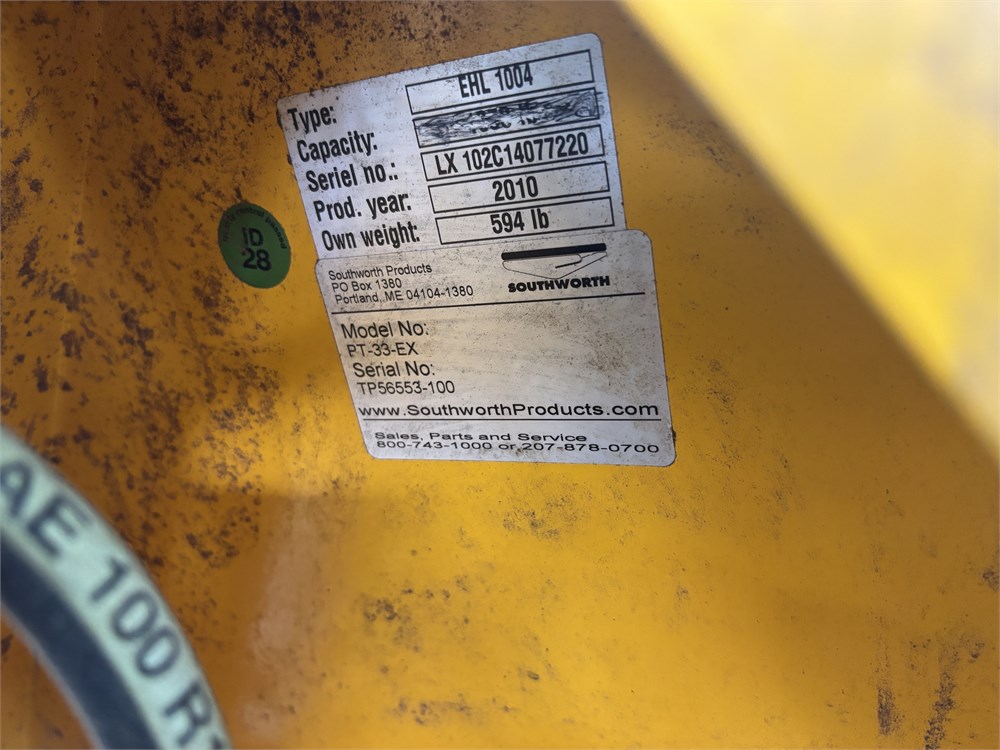 Type: EHL 1004
Capacity:
Seriel no.: LX 102C14077220
Prod. year: 2010
Own weight: 594 lb
iD
28
Southworth Products
PO Box 1380
Portland, ME 04104-1380
SOUTHWORTH
Model No:
PT-33-EX
Serial No:
TP56553-100
www.SouthworthProducts.com
Sales, Parts and Service
800-743-1000 or 207-878-0700
AE 100 R1